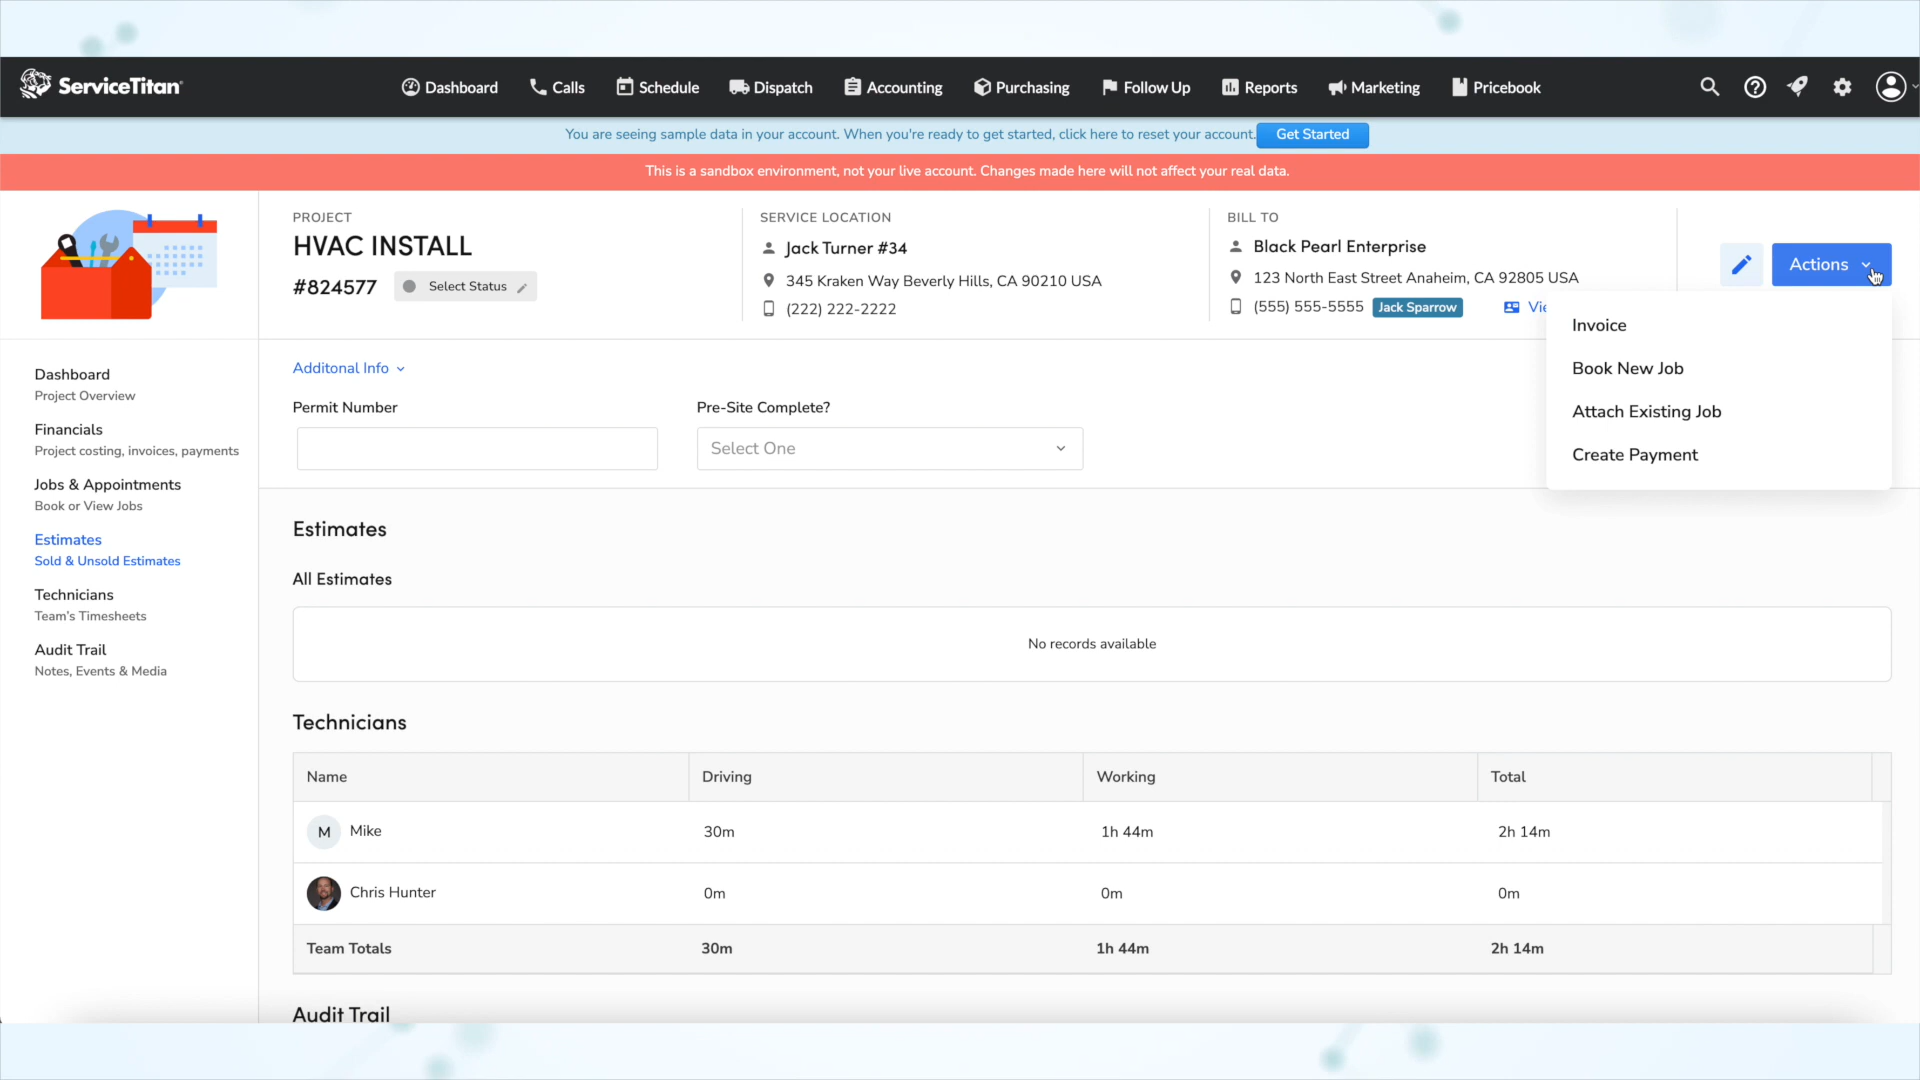 ServiceTitan
Dashboard Calls Schedule Dispatch Accounting Purchasing Follow Up Reports Marketing Pricebook
You are seeing sample data in your account. When you're ready to get started, click here to reset your account. Get Started
This is a sandbox environment, not your live account. Changes made here will not affect your real data.
PROJECT
HVAC INSTALL
#824577 Select Status
SERVICE LOCATION
Jack Turner #34
345 Kraken Way Beverly Hills, CA 90210 USA
(222) 222-2222
BILL TO
Black Pearl Enterprise
123 North East Street Anaheim, CA 92805 USA
(555) 555-5555 Jack Sparrow Vie
Actions
Invoice
Book New Job
Attach Existing Job
Create Payment
Dashboard
Project Overview
Financials
Project costing, invoices, payments
Jobs & Appointments
Book or View Jobs
Estimates
Sold & Unsold Estimates
Technicians
Team's Timesheets
Audit Trail
Notes, Events & Media
Additonal Info
Permit Number
Pre-Site Complete?
Select One
Estimates
All Estimates
No records available
Technicians
Name Driving Working Total
M Mike 30m 1h 44m 2h 14m
Chris Hunter 0m 0m 0m
Team Totals 30m 1h 44m 2h 14m
Audit Trail